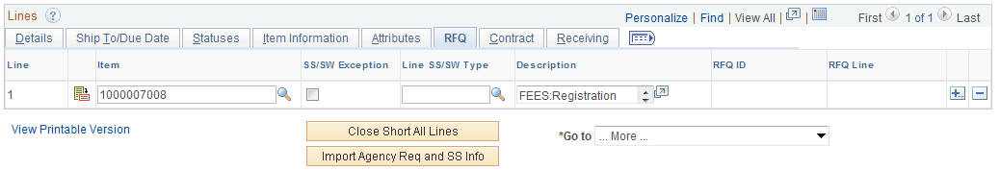 Lines ?
Personalize | Find | View All | First 1 of 1 Last
Details Ship To/Due Date Statuses Item Information Attributes RFQ Contract Receiving
Line Item SS/SW Exception Line SS/SW Type Description RFQ ID RFQ Line
1 1000007008 FEES:Registration
View Printable Version Close Short All Lines *Go to ... More ...
Import Agency Req and SS Info